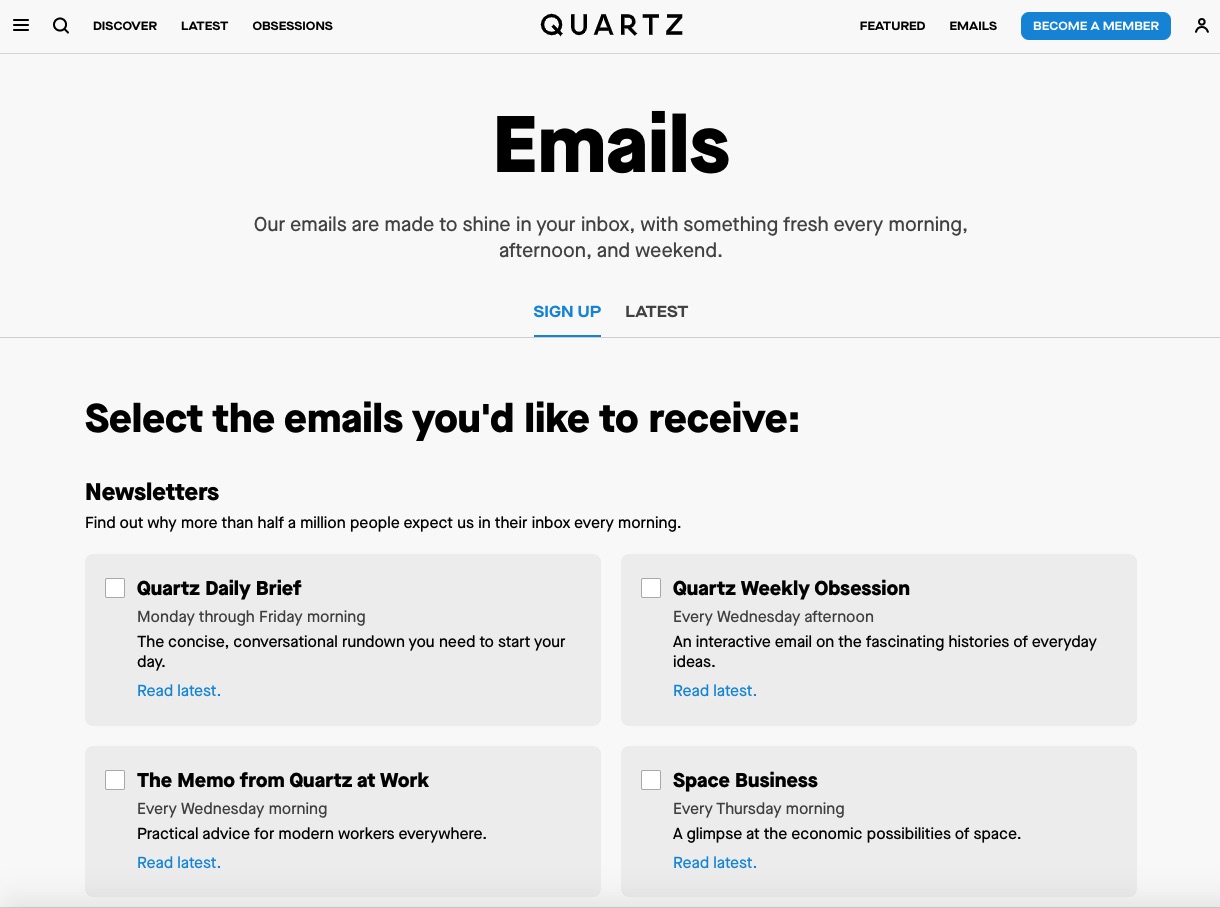 DISCOVER LATEST OBSESSIONS QUARTZ FEATURED EMAILS BECOME A MEMBER
Emails
Our emails are made to shine in your inbox, with something fresh every morning,
afternoon, and weekend.
SIGN UP LATEST
Select the emails you'd like to receive:
Newsletters
Find out why more than half a million people expect us in their inbox every morning.
Quartz Daily Brief
Monday through Friday morning
The concise, conversational rundown you need to start your
day.
Read latest.
Quartz Weekly Obsession
Every Wednesday afternoon
An interactive email on the fascinating histories of everyday
ideas.
Read latest.
The Memo from Quartz at Work
Every Wednesday morning
Practical advice for modern workers everywhere.
Read latest.
Space Business
Every Thursday morning
A glimpse at the economic possibilities of space.
Read latest.